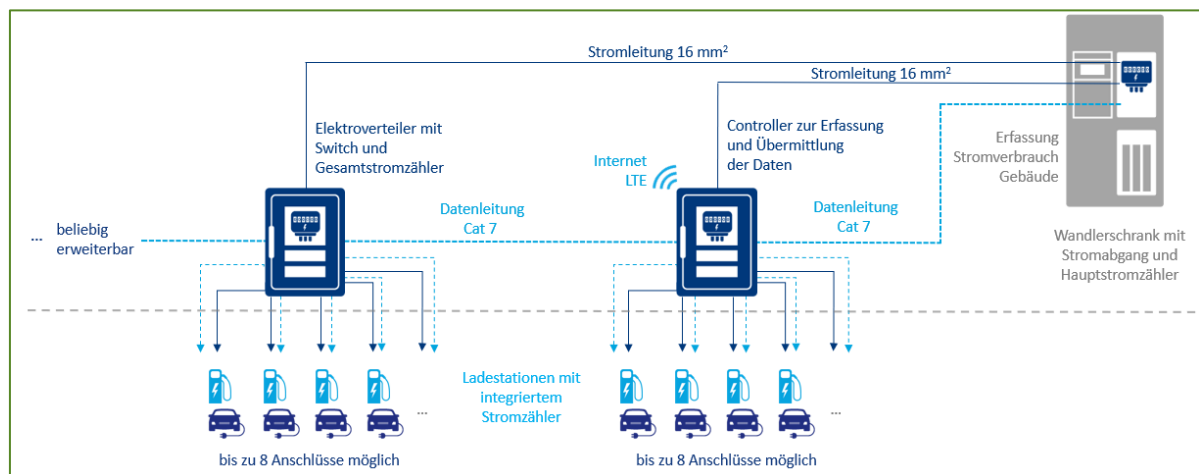 Stromleitung 16 mm²
Stromleitung 16 mm²
Elektroverteiler mit
Switch und
Gesamtstromzähler
Internet
LTE
Controller zur Erfassung
und Übermittlung
der Daten
Erfassung
Stromverbrauch
Gebäude
... beliebig
erweiterbar
Datenleitung
Cat 7
Datenleitung
Cat 7
Wandlerschrank mit
Stromabgang und
Hauptstromzähler
Ladestationen mit
integriertem
Stromzähler
...
...
bis zu 8 Anschlüsse möglich
bis zu 8 Anschlüsse möglich